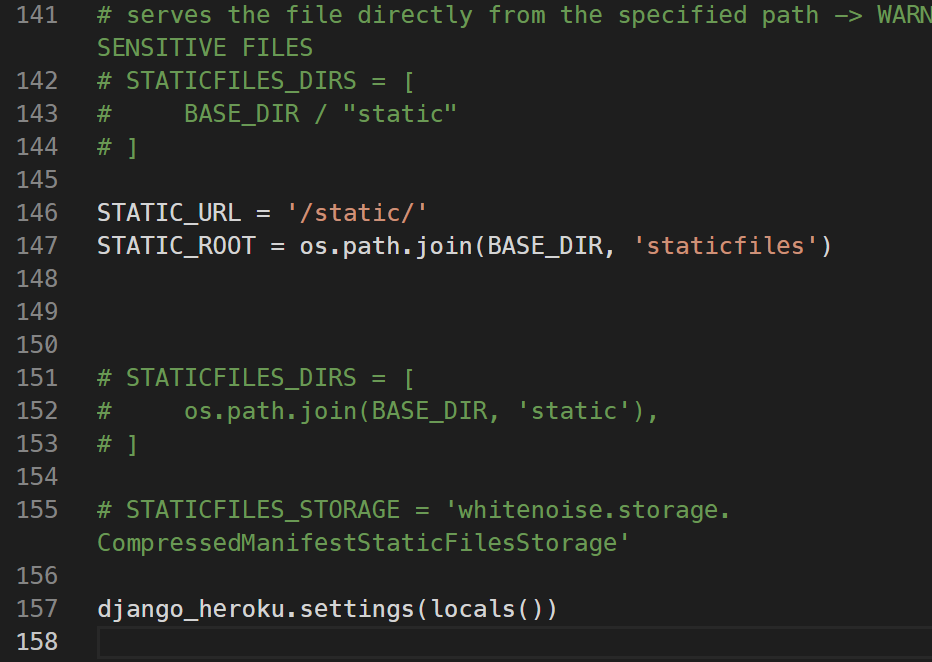 141 # serves the file directly from the specified path -> WARN
SENSITIVE FILES
142 # STATICFILES_DIRS = [
143 #     BASE_DIR / "static"
144 # ]
145
146 STATIC_URL = '/static/'
147 STATIC_ROOT = os.path.join(BASE_DIR, 'staticfiles')
148
149
150
151 # STATICFILES_DIRS = [
152 #     os.path.join(BASE_DIR, 'static'),
153 # ]
154
155 # STATICFILES_STORAGE = 'whitenoise.storage.
CompressedManifestStaticFilesStorage'
156
157 django_heroku.settings(locals())
158